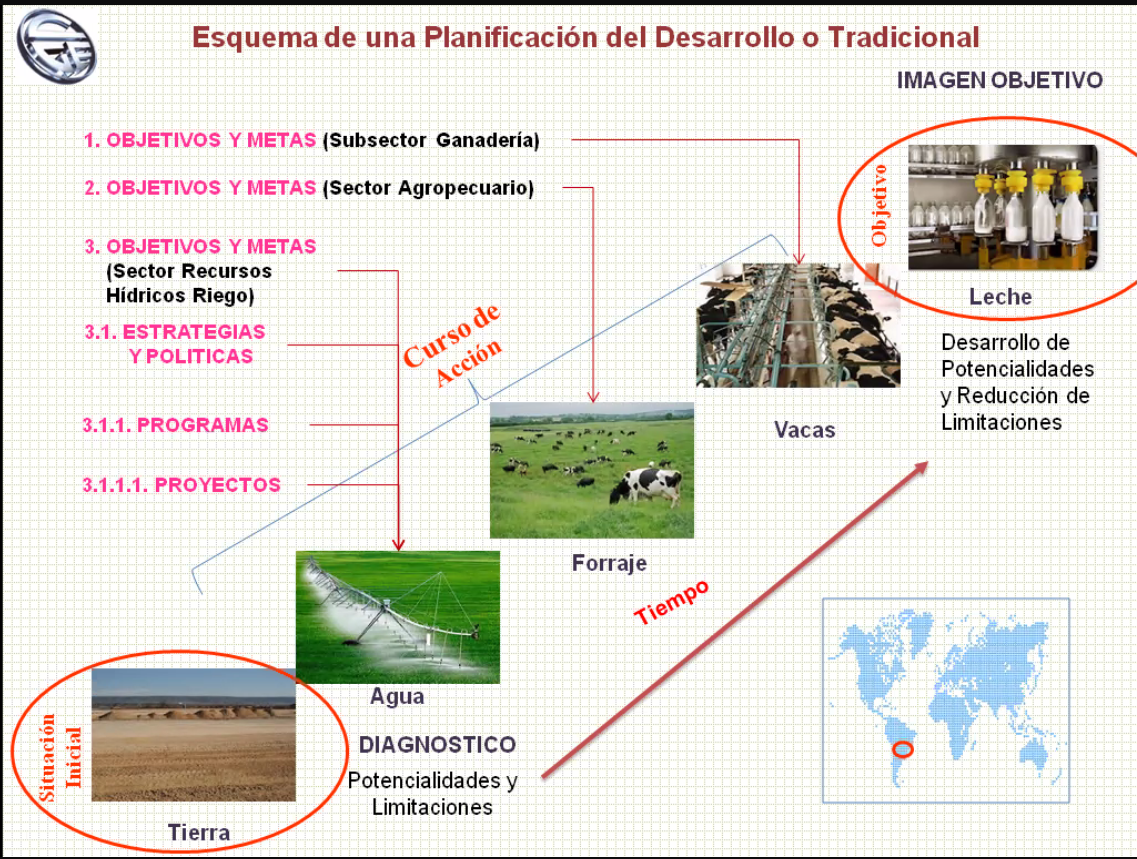 Esquema de una Planificación del Desarrollo o Tradicional
IMAGEN OBJETIVO
1. OBJETIVOS Y METAS (Subsector Ganadería)
2. OBJETIVOS Y METAS (Sector Agropecuario)
3. OBJETIVOS Y METAS
(Sector Recursos
Hídricos Riego)
3.1. ESTRATEGIAS
Y POLITICAS
3.1.1. PROGRAMAS
3.1.1.1. PROYECTOS
Curso de
Acción
Objetivo
Leche
Desarrollo de
Potencialidades
y Reducción de
Limitaciones
Vacas
Forraje
Tiempo
Agua
DIAGNOSTICO
Potencialidades y
Limitaciones
Situación
Inicial
Tierra